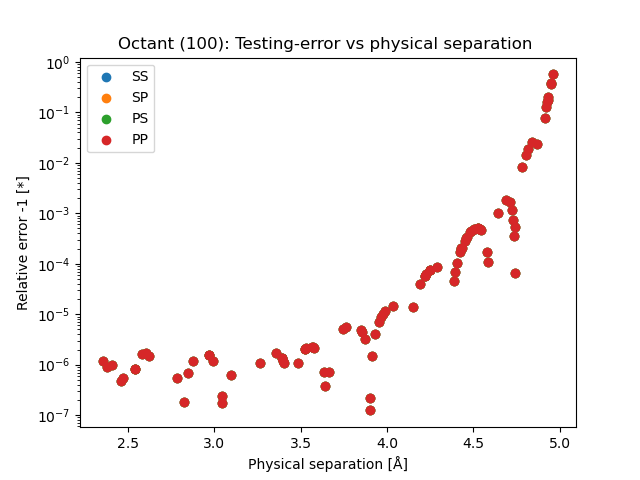 Octant (100): Testing-error vs physical separation
Relative error -1 [*]
10⁰
10⁻¹
10⁻²
10⁻³
10⁻⁴
10⁻⁵
10⁻⁶
10⁻⁷
SS
SP
PS
PP
2.5 3.0 3.5 4.0 4.5 5.0
Physical separation [Å]